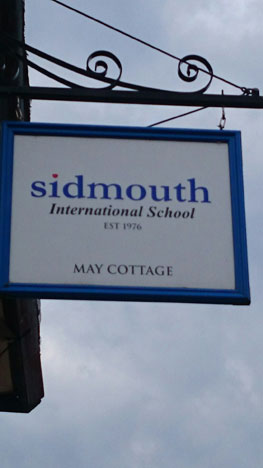 sidmouth
International School
EST 1976
MAY COTTAGE